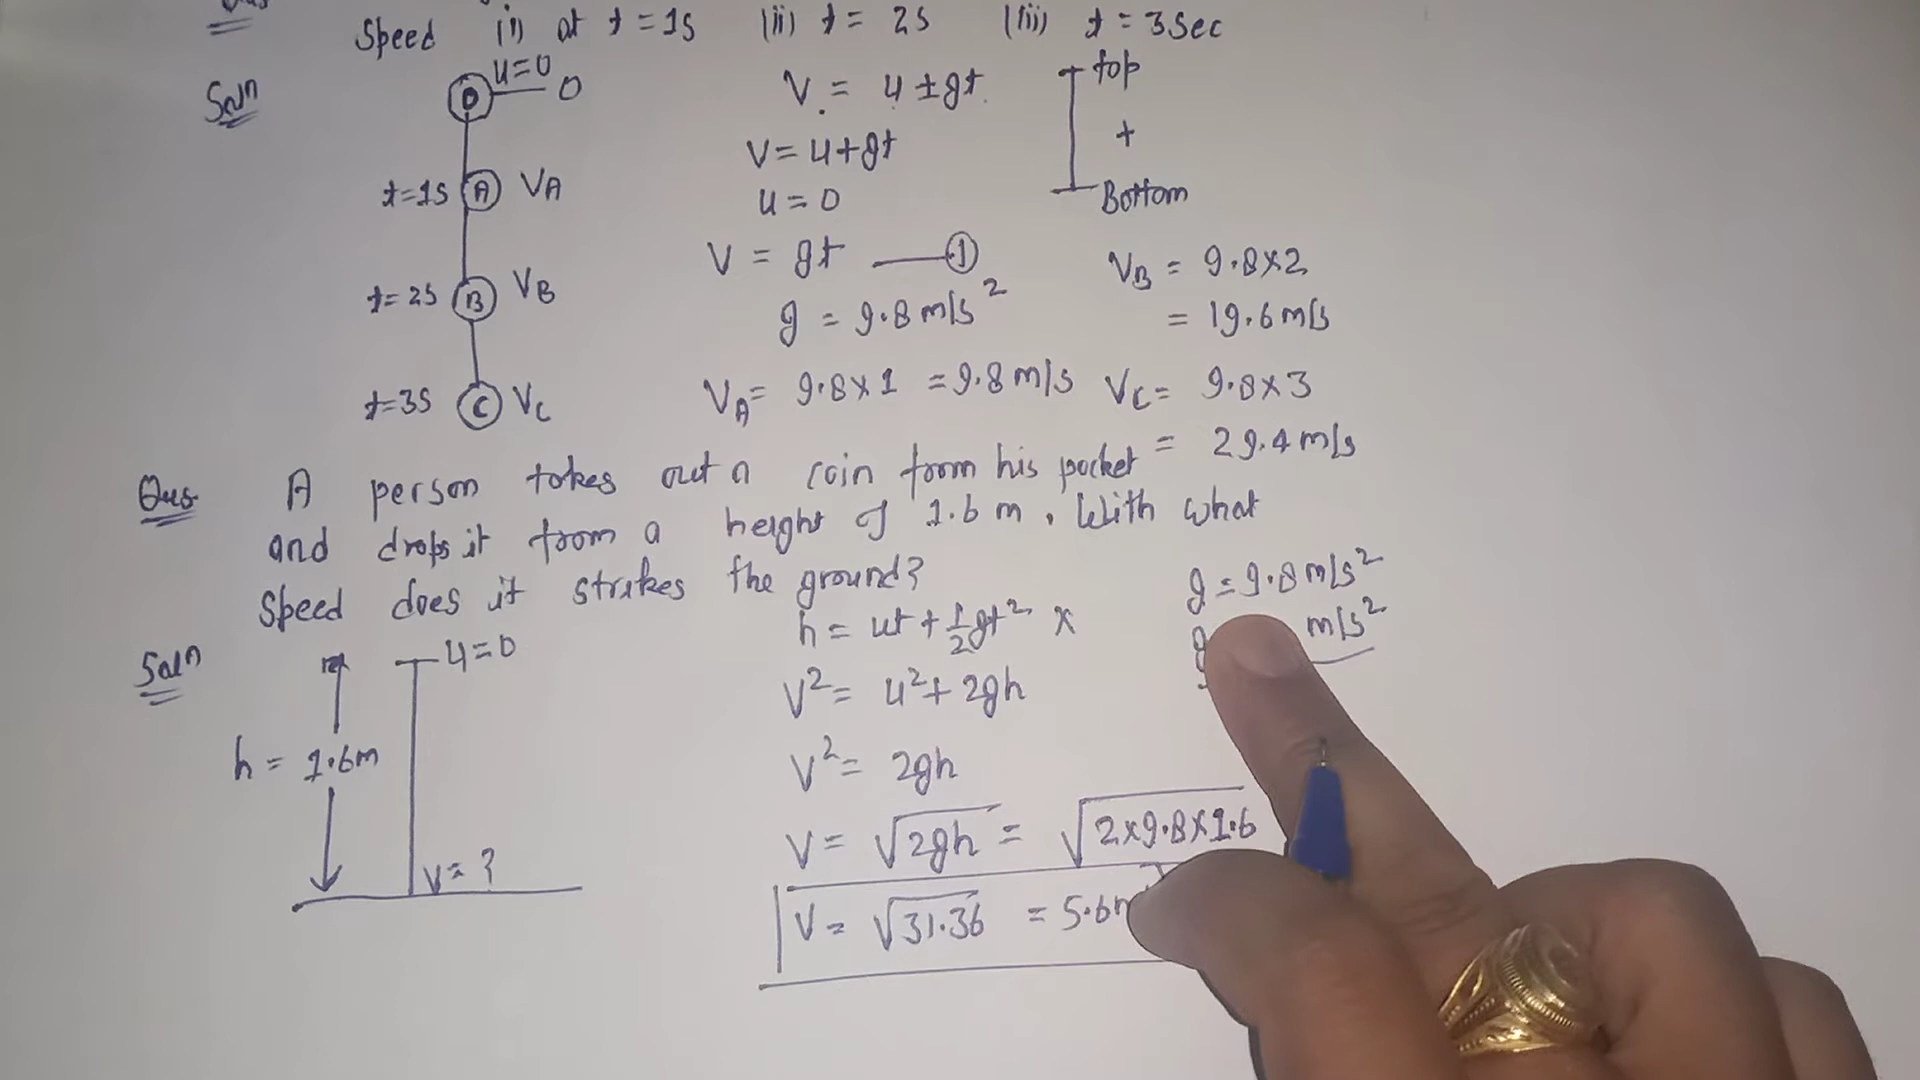 Speed (i) at t = 1s (ii) t = 2s (iii) t = 3Sec
Soln
u=0
O
0
t=1s A VA
t=2s B VB
t=3s C VC
V = u ± gt
V = u + gt
u = 0
V = gt ——①
g = 9.8 m/s²
VA = 9.8×1 = 9.8 m/s
top
+
Bottom
VB = 9.8×2
= 19.6 m/s
VC = 9.8×3
= 29.4 m/s
Qus A person takes out a coin from his pocket
and drops it from a height of 1.6 m. With what
Speed does it strikes the ground?
g = 9.8 m/s²
g m/s²
Soln
u=0
h = 1.6m
v = ?
h = ut + 1/2 gt² ×
V² = u² + 2gh
V² = 2gh
V = √2gh = √2×9.8×1.6
V = √31.36 = 5.6m